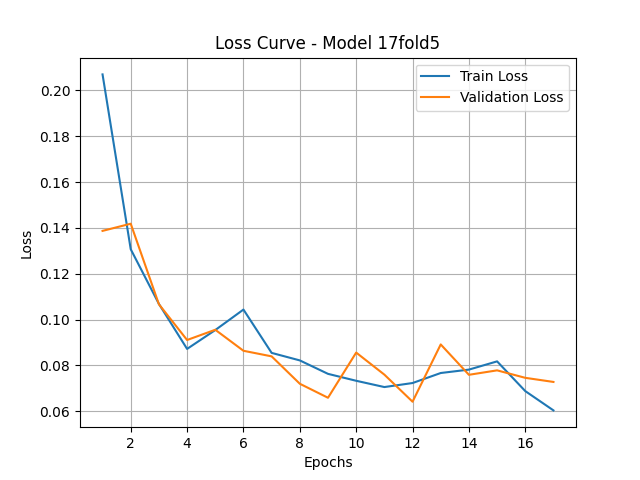 Loss Curve - Model 17fold5
Train Loss
Validation Loss
0.20
0.18
0.16
0.14
0.12
0.10
0.08
0.06
Loss
2 4 6 8 10 12 14 16
Epochs